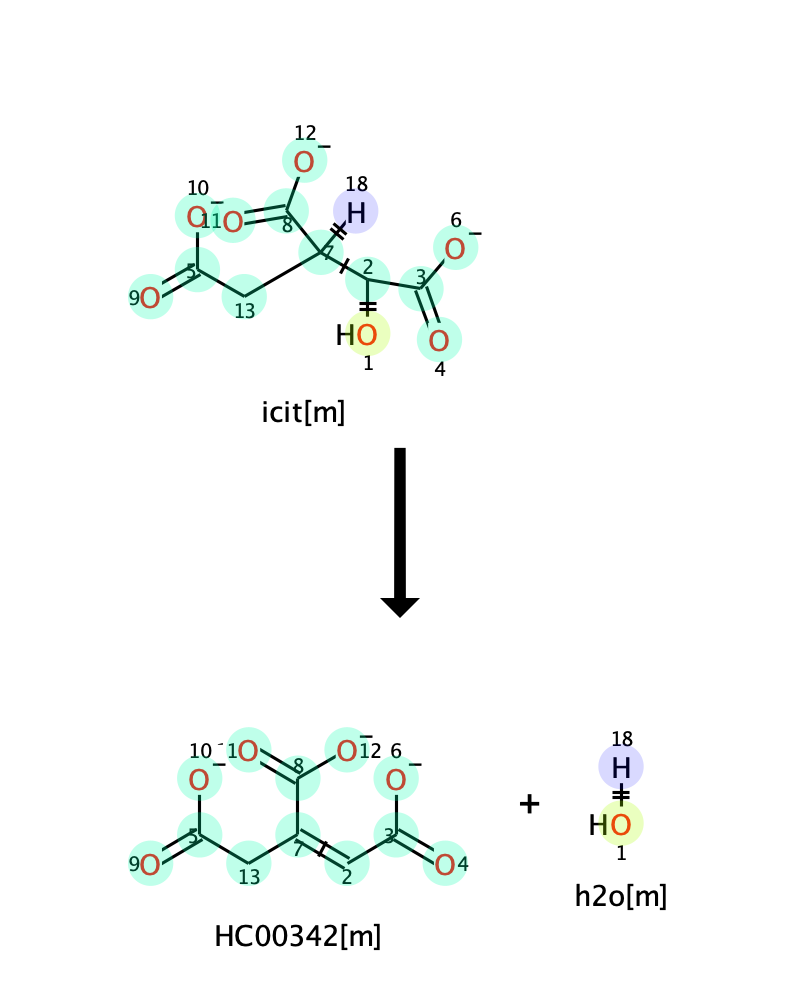 12
O −
10 − 18
O 11 O 8 H
7 6 −
O
5 2 3
9 O 13
HO O
1 4
icit[m]
18
10 1 O O − 12 6
8 H
O − O −
+
5 7 3 HO
9 O 13 2 O 4 1
h2o[m]
HC00342[m]